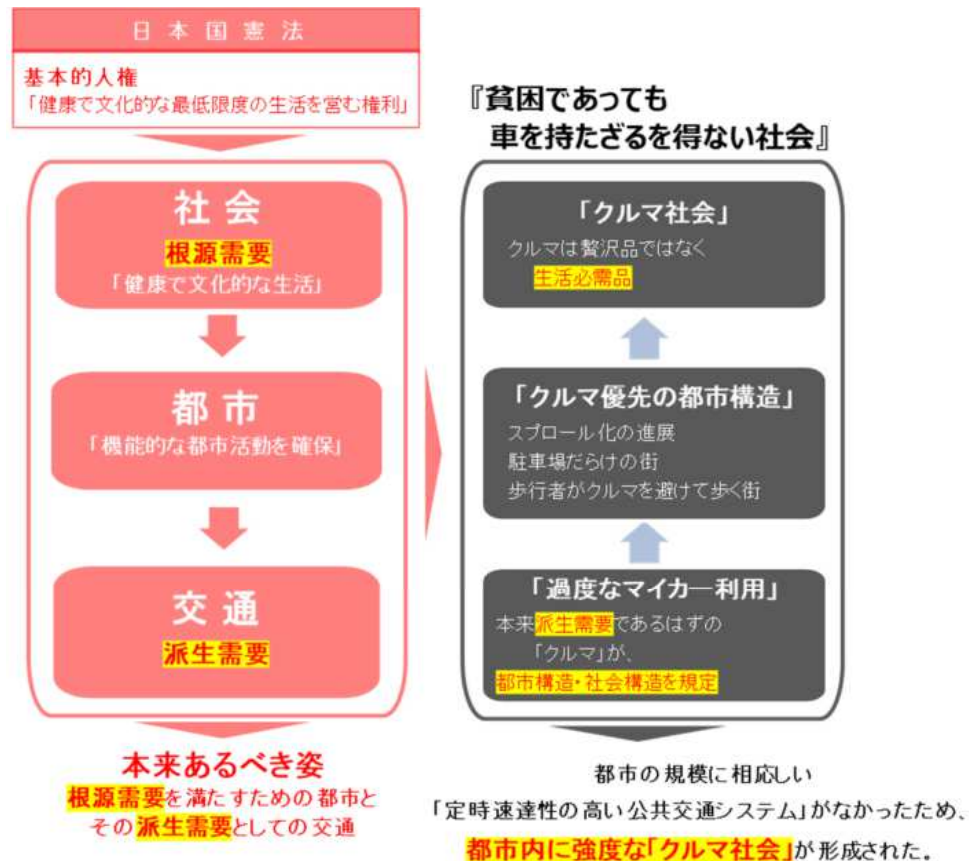 日本国憲法
基本的人権
「健康で文化的な最低限度の生活を営む権利」
社会
根源需要
「健康で文化的な生活」
都市
「機能的な都市活動を確保」
交通
派生需要
本来あるべき姿
根源需要を満たすための都市と
その派生需要としての交通
『貧困であっても
車を持たざるを得ない社会』
「クルマ社会」
クルマは贅沢品ではなく
生活必需品
「クルマ優先の都市構造」
スプロール化の進展
駐車場だらけの街
歩行者がクルマを避けて歩く街
「過度なマイカー利用」
本来派生需要であるはずの
「クルマ」が、
都市構造・社会構造を規定
都市の規模に相応しい
「定時速達性の高い公共交通システム」がなかったため、
都市内に強度な「クルマ社会」が形成された。